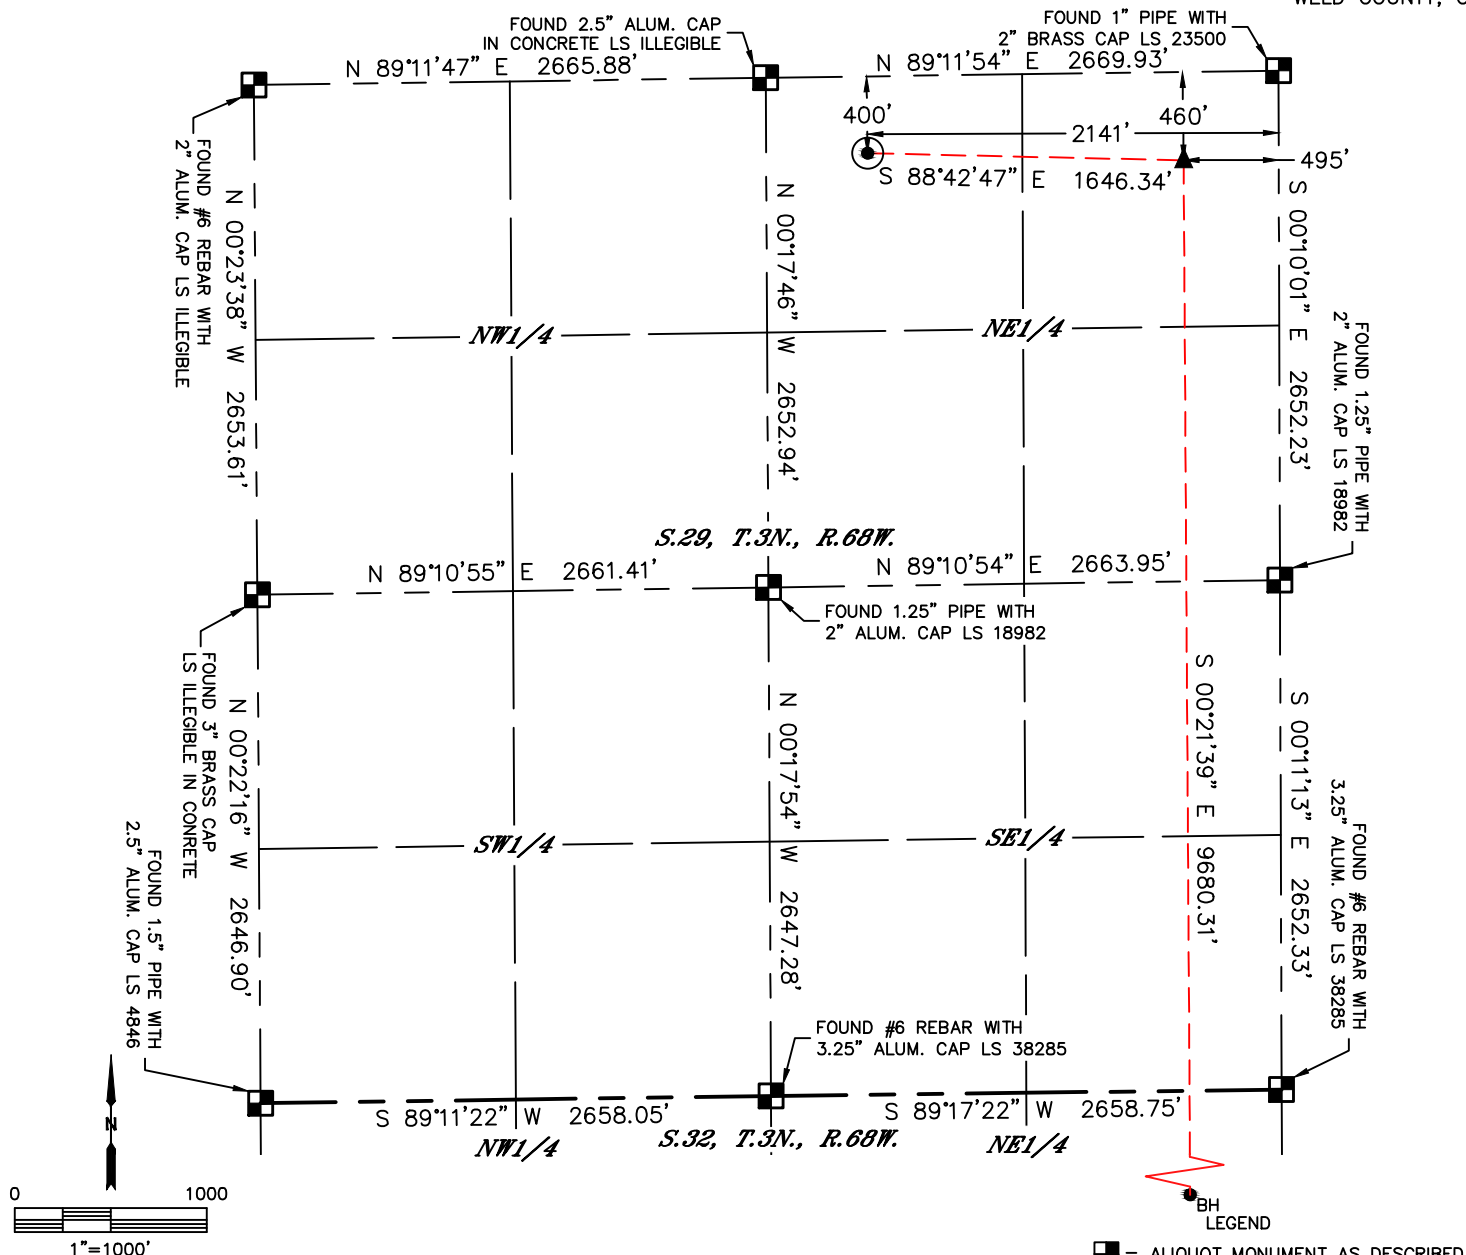 WELD COUNTY, C
FOUND 2.5" ALUM. CAP
IN CONCRETE LS ILLEGIBLE
FOUND 1" PIPE WITH
2" BRASS CAP LS 23500
N 89°11'47" E 2665.88'
N 89°11'54" E 2669.93'
400'
460'
2141'
495'
S 88°42'47" E 1646.34'
FOUND #6 REBAR WITH
2" ALUM. CAP LS ILLEGIBLE
N 00°23'38" W 2653.61'
N 00°17'46" W 2652.94'
S 00°10'01" E 2652.23'
FOUND 1.25" PIPE WITH
2" ALUM. CAP LS 18982
NW1/4
NE1/4
S.29, T.3N., R.68W.
N 89°10'55" E 2661.41'
N 89°10'54" E 2663.95'
FOUND 1.25" PIPE WITH
2" ALUM. CAP LS 18982
FOUND 3" BRASS CAP
LS ILLEGIBLE IN CONRETE
N 00°22'16" W 2646.90'
N 00°17'54" W 2647.28'
S 00°21'39" E 9680.31'
S 00°11'13" E 2652.33'
FOUND #6 REBAR WITH
3.25" ALUM. CAP LS 38285
SW1/4
SE1/4
FOUND 1.5" PIPE WITH
2.5" ALUM. CAP LS 4846
FOUND #6 REBAR WITH
3.25" ALUM. CAP LS 38285
S 89°11'22" W 2658.05'
S 89°17'22" W 2658.75'
NW1/4
S.32, T.3N., R.68W.
NE1/4
N
0 1000
1"=1000'
BH
LEGEND
= ALIQUOT MONUMENT AS DESCRIBED